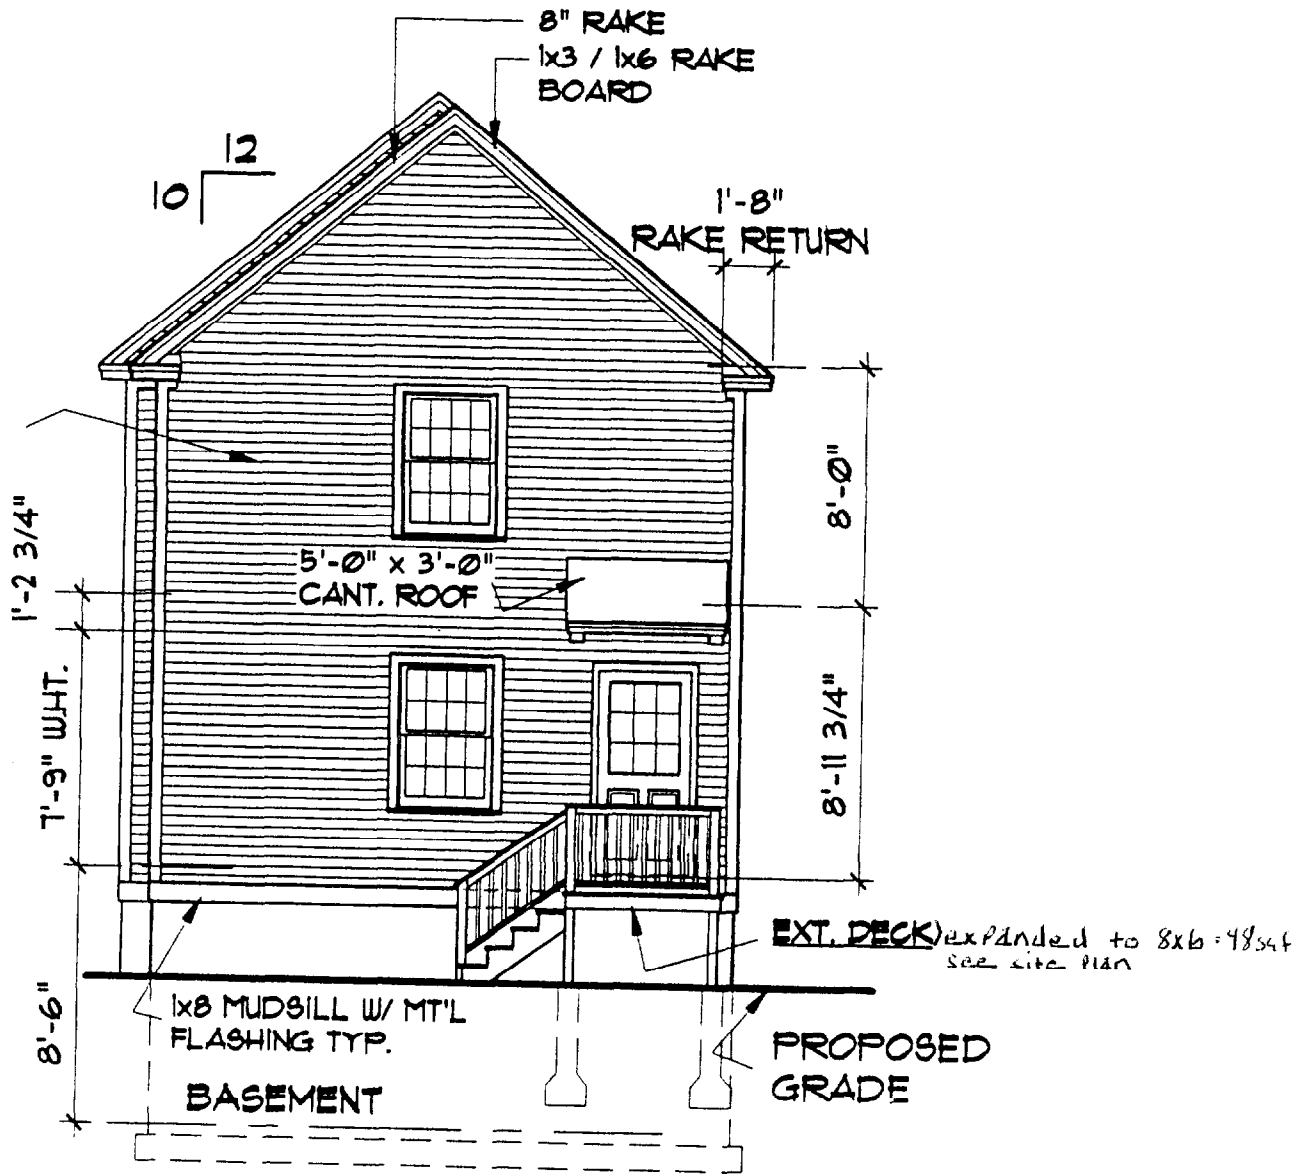 8" RAKE
1x3 / 1x6 RAKE
BOARD
12
10
1'-8"
RAKE RETURN
8'-0"
1'-2 3/4"
5'-0" x 3'-0"
CANT. ROOF
7'-9" W.HT.
8'-11 3/4"
EXT. DECK) expanded to 8x6 = 48 sqf
see site plan
1x8 MUDSILL W/ MT'L
FLASHING TYP.
8'-6"
PROPOSED
GRADE
BASEMENT